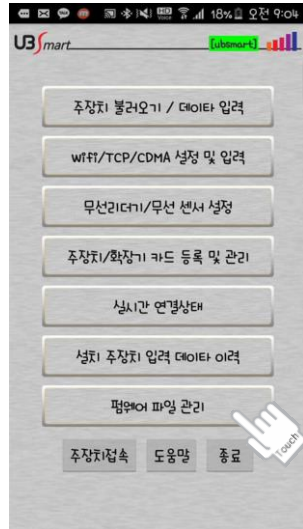 18% 오전 9:04
UBSmart [ubsmart]
주장치 불러오기 / 데이타 입력
wifi/TCP/CDMA 설정 및 입력
무선리더기/무선 센서 설정
주장치/확장기 카드 등록 및 관리
실시간 연결상태
설치 주장치 입력 데이타 이력
펌웨어 파일 관리
Touch
주장치접속 도움말 종료